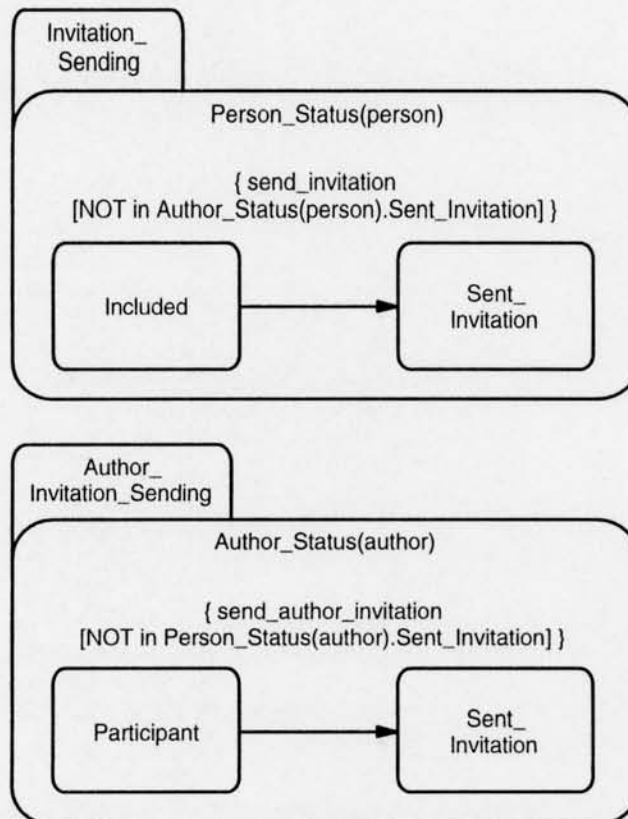 Invitation_
Sending
Person_Status(person)
{ send_invitation
[NOT in Author_Status(person).Sent_Invitation] }
Included
Sent_
Invitation
Author_
Invitation_Sending
Author_Status(author)
{ send_author_invitation
[NOT in Person_Status(author).Sent_Invitation] }
Participant
Sent_
Invitation